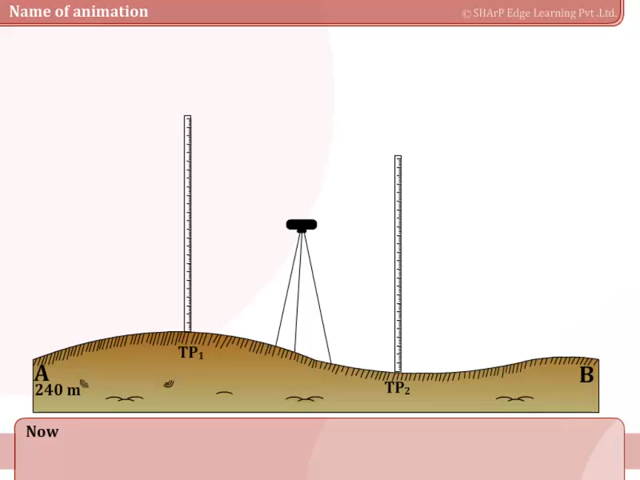 Name of animation
© SHArP Edge Learning Pvt .Ltd.
TP1
A
B
240 m
TP2
Now